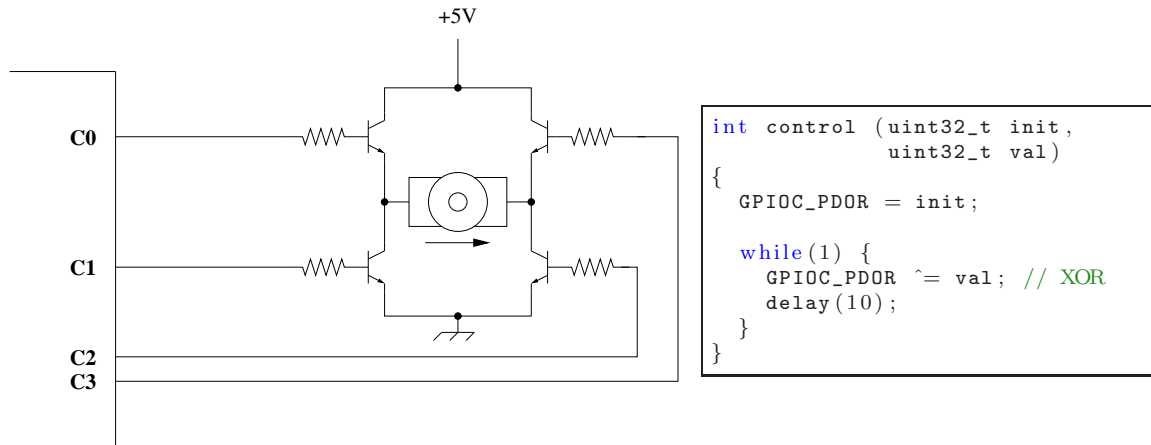 +5V
C0
C1
C2
C3
int control (uint32_t init,
uint32_t val)
{
GPIOC_PDOR = init;
while(1) {
GPIOC_PDOR ^= val; // XOR
delay(10);
}
}